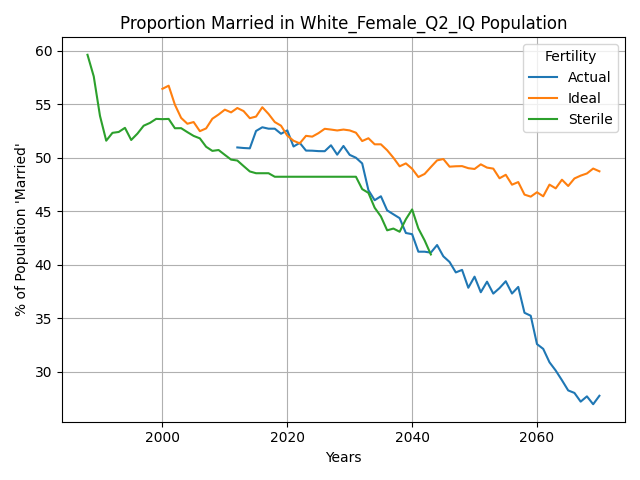 Proportion Married in White_Female_Q2_IQ Population
% of Population 'Married'
60
55
50
45
40
35
30
Fertility
Actual
Ideal
Sterile
2000
2020
2040
2060
Years